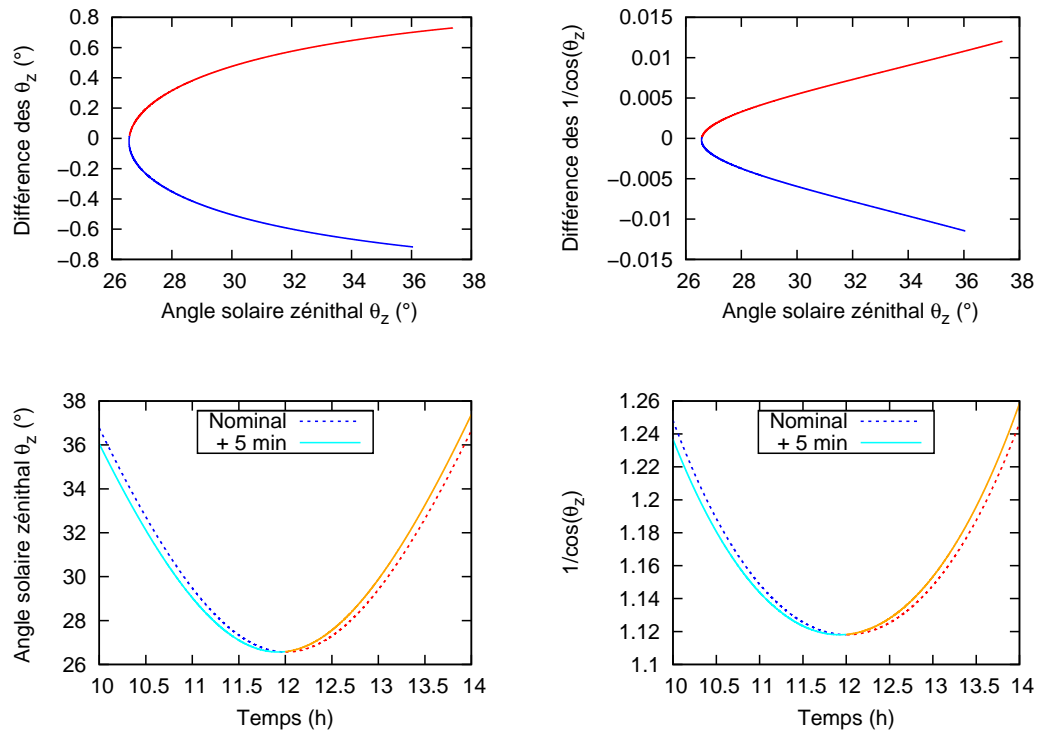 Différence des θz (°)
0.8
0.6
0.4
0.2
0
−0.2
−0.4
−0.6
−0.8
26 28 30 32 34 36 38
Angle solaire zénithal θz (°)
Différence des 1/cos(θz)
0.015
0.01
0.005
0
−0.005
−0.01
−0.015
26 28 30 32 34 36 38
Angle solaire zénithal θz (°)
Angle solaire zénithal θz (°)
38
36
34
32
30
28
26
Nominal
+ 5 min
10 10.5 11 11.5 12 12.5 13 13.5 14
Temps (h)
1/cos(θz)
1.26
1.24
1.22
1.2
1.18
1.16
1.14
1.12
1.1
Nominal
+ 5 min
10 10.5 11 11.5 12 12.5 13 13.5 14
Temps (h)